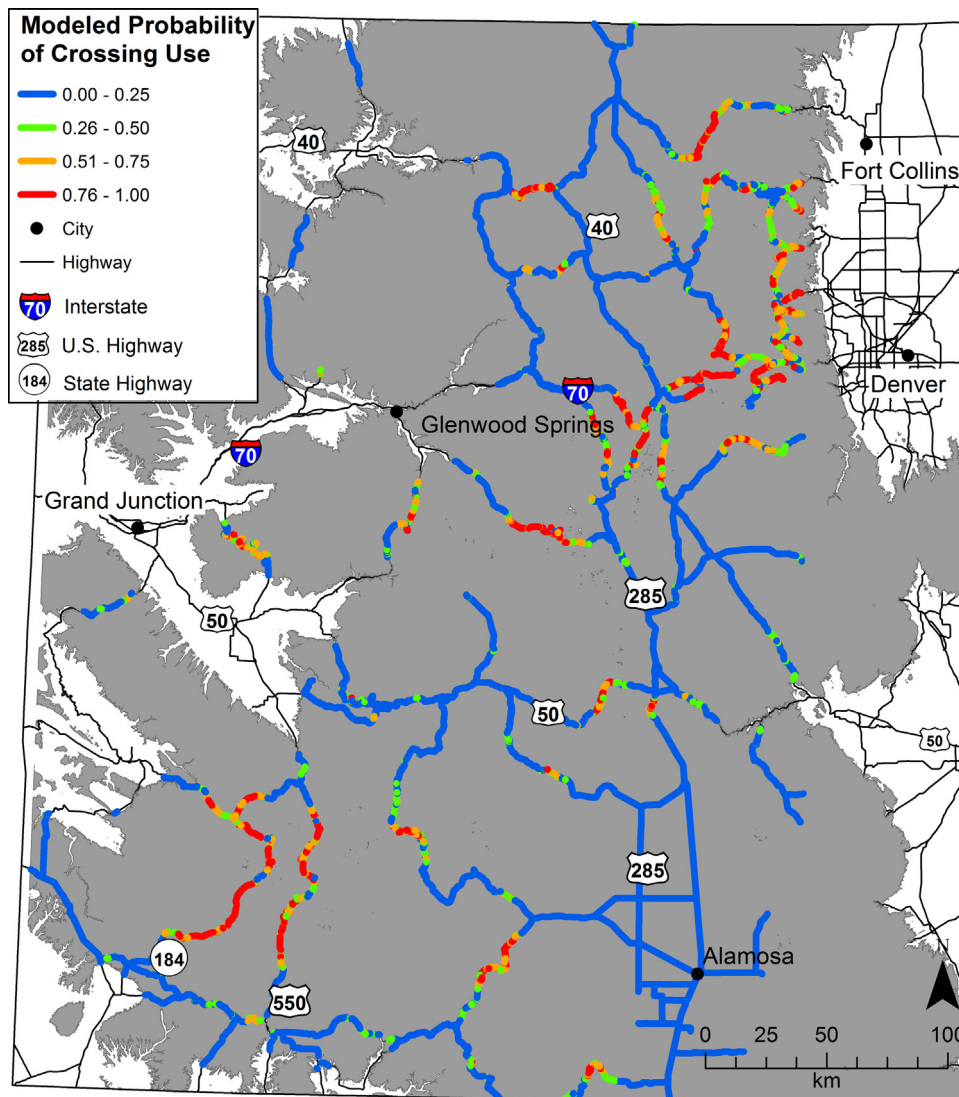 Modeled Probability
of Crossing Use
0.00 - 0.25
0.26 - 0.50
0.51 - 0.75
0.76 - 1.00
City
Highway
70 Interstate
285 U.S. Highway
184 State Highway
40
Fort Collins
40
Denver
70
Glenwood Springs
70
Grand Junction
285
50
50
50
285
184
Alamosa
550
0 25 50 100
km